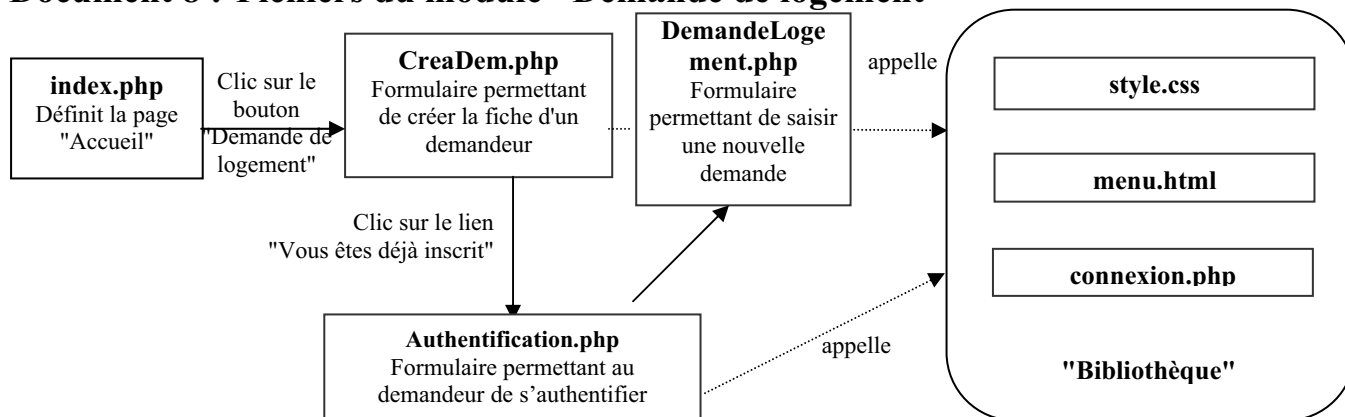 Document 8 : Fichiers du module "Demande de logement"
index.php
Définit la page
"Accueil"
Clic sur le
bouton
"Demande de
logement"
CreaDem.php
Formulaire permettant
de créer la fiche d'un
demandeur
DemandeLoge
ment.php
Formulaire
permettant de saisir
une nouvelle
demande
appelle
style.css
menu.html
connexion.php
"Bibliothèque"
Clic sur le lien
"Vous êtes déjà inscrit"
Authentification.php
Formulaire permettant au
demandeur de s’authentifier
appelle